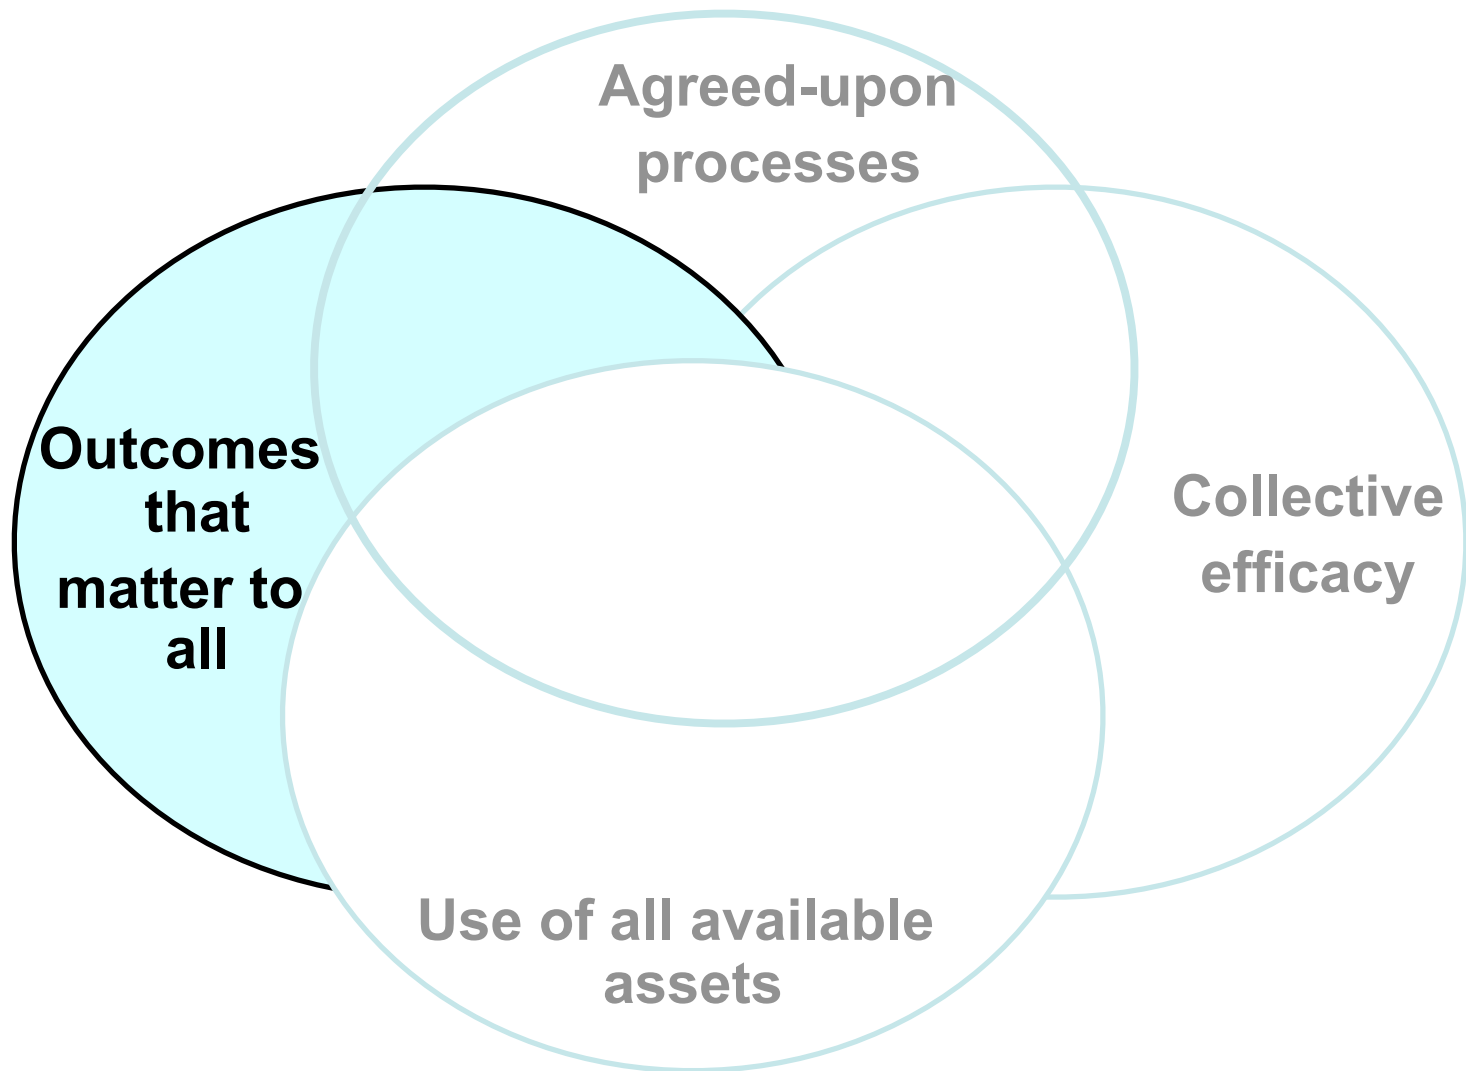 Agreed-upon
processes
Outcomes
that
matter to
all
Collective
efficacy
Use of all available
assets